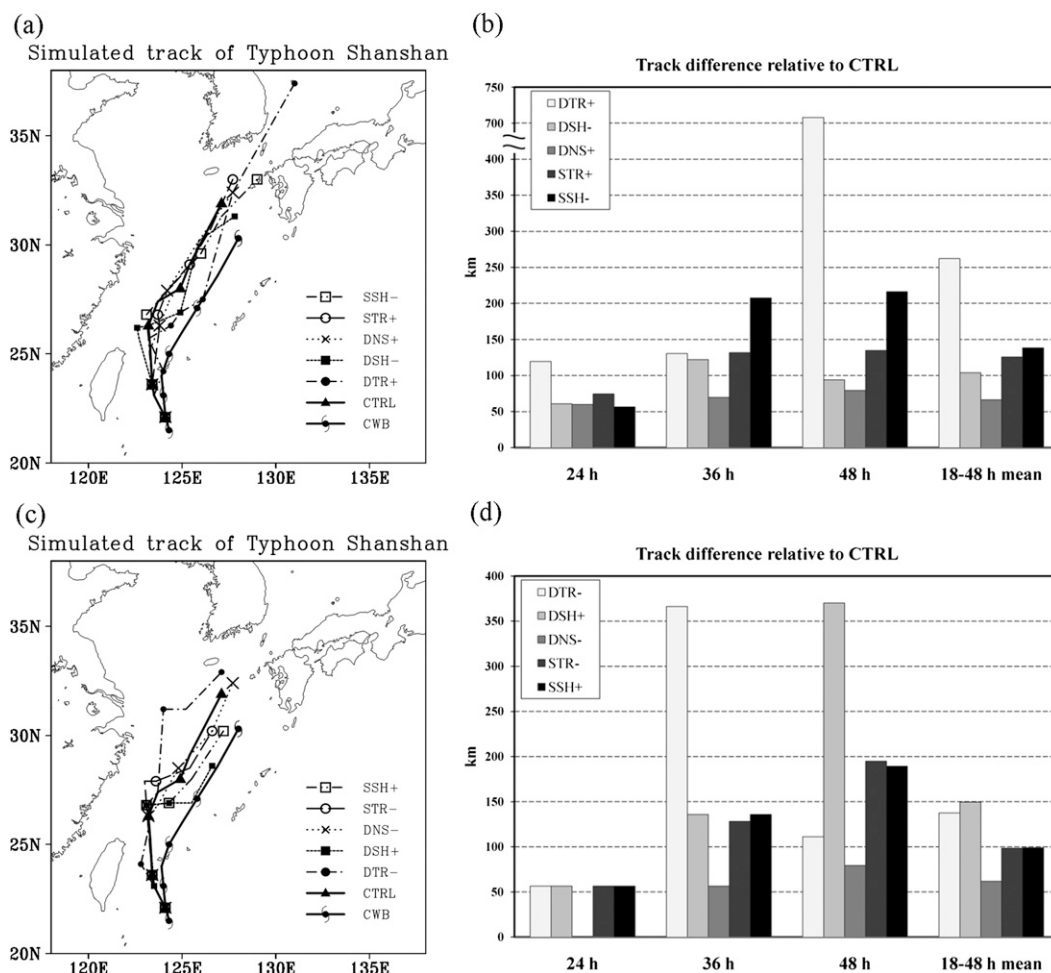 (a)
Simulated track of Typhoon Shanshan
35N
30N
25N
20N
120E 125E 130E 135E
SSH-
STR+
DNS+
DSH-
DTR+
CTRL
CWB
(b)
Track difference relative to CTRL
km
750
700
400
350
300
250
200
150
100
50
0
DTR+
DSH-
DNS+
STR+
SSH-
24 h 36 h 48 h 18-48 h mean
(c)
Simulated track of Typhoon Shanshan
35N
30N
25N
20N
120E 125E 130E 135E
SSH+
STR-
DNS-
DSH+
DTR-
CTRL
CWB
(d)
Track difference relative to CTRL
km
400
350
300
250
200
150
100
50
0
DTR-
DSH+
DNS-
STR-
SSH+
24 h 36 h 48 h 18-48 h mean